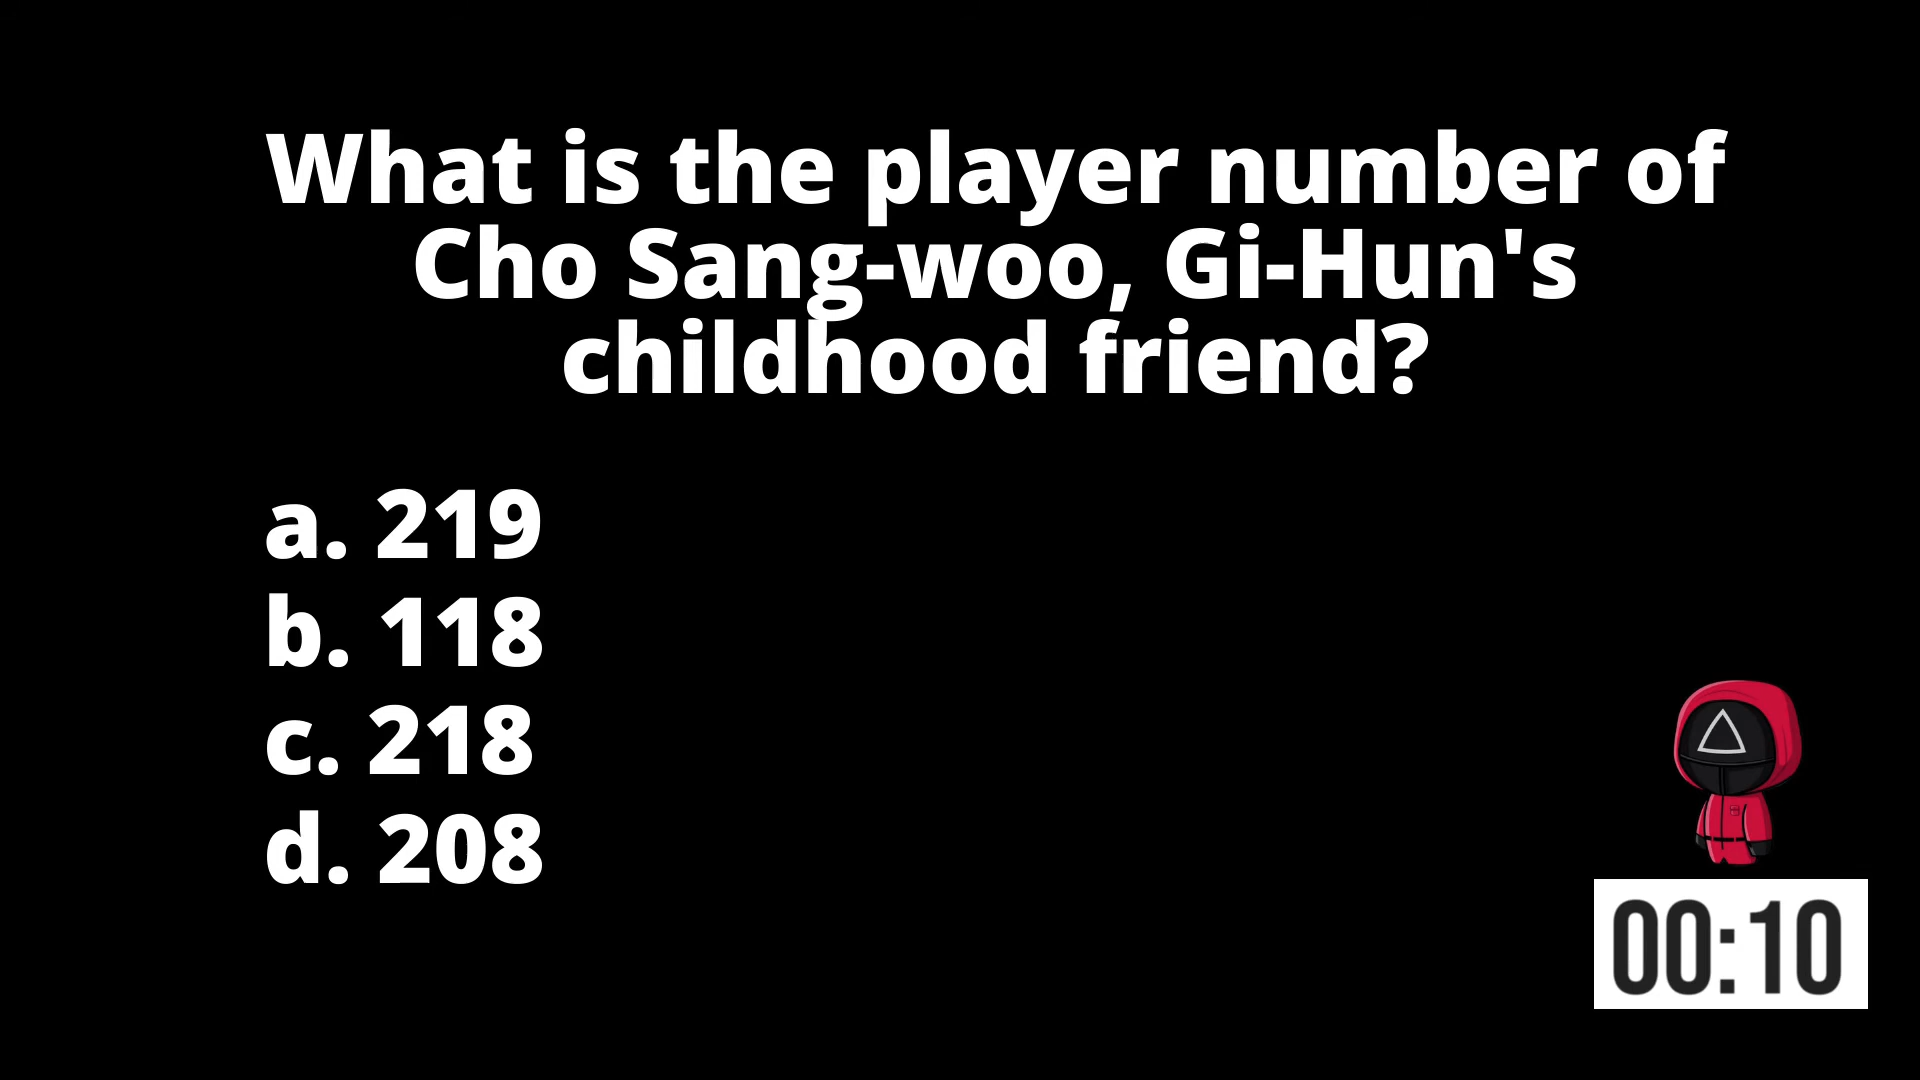 What is the player number of
Cho Sang-woo, Gi-Hun's
childhood friend?
a. 219
b. 118
c. 218
d. 208
00:10